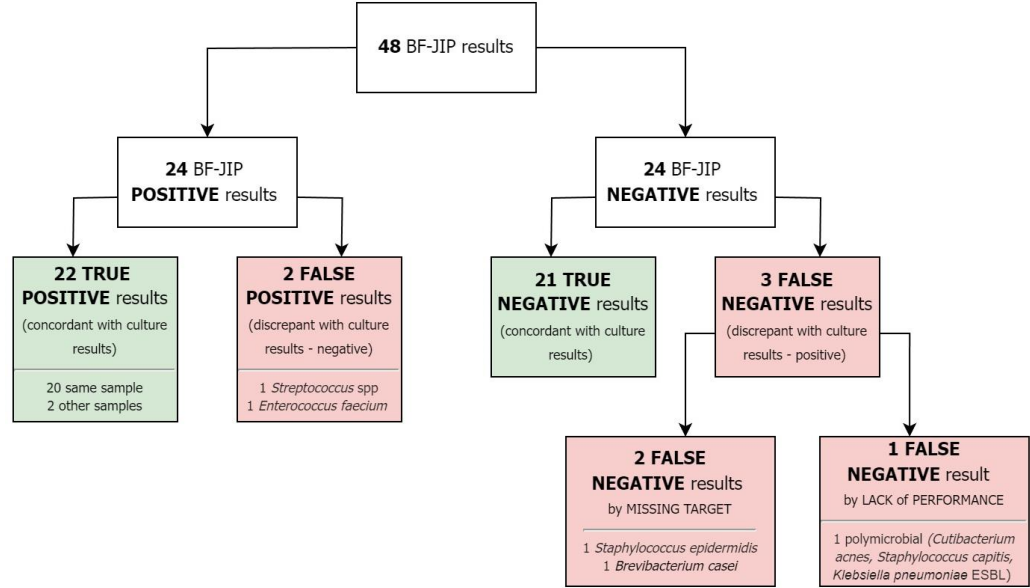 48 BF-JIP results
24 BF-JIP
POSITIVE results
24 BF-JIP
NEGATIVE results
22 TRUE
POSITIVE results
(concordant with culture
results)
20 same sample
2 other samples
2 FALSE
POSITIVE results
(discrepant with culture
results - negative)
1 Streptococcus spp
1 Enterococcus faecium
21 TRUE
NEGATIVE results
(concordant with culture
results)
3 FALSE
NEGATIVE results
(discrepant with culture
results - positive)
2 FALSE
NEGATIVE results
by MISSING TARGET
1 Staphylococcus epidermidis
1 Brevibacterium casei
1 FALSE
NEGATIVE result
by LACK of PERFORMANCE
1 polymicrobial (Cutibacterium
acnes, Staphylococcus capitis,
Klebsiella pneumoniae ESBL)